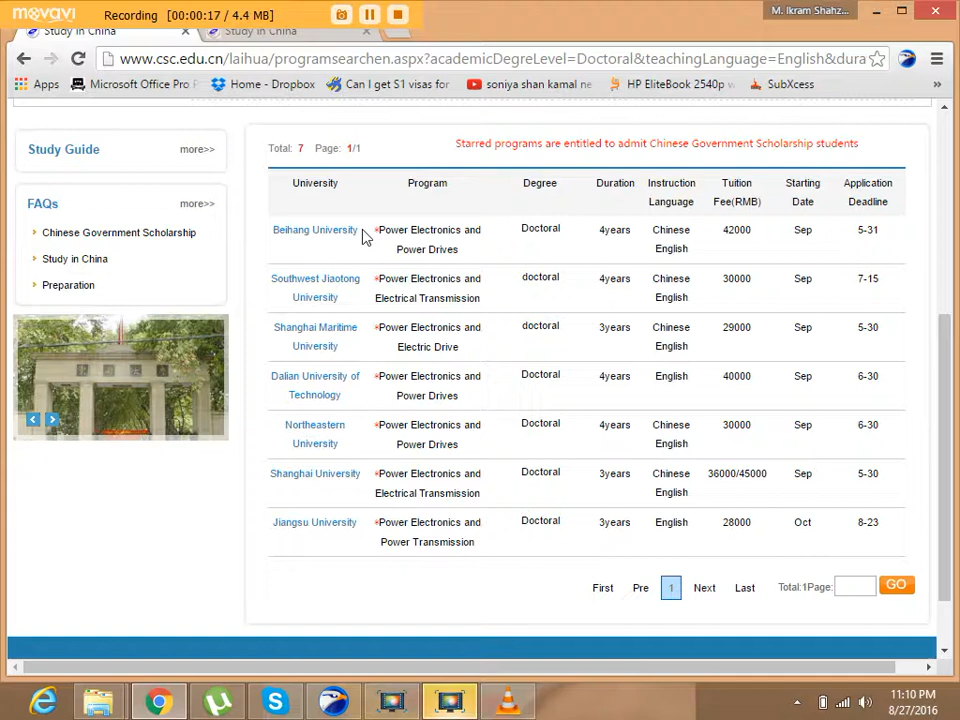 movavi Recording [00:00:17 / 4.4 MB] M. Ikram Shahz...
Study In China Study In China
www.csc.edu.cn/laihua/programsearchen.aspx?academicDegreLevel=Doctoral&teachingLanguage=English&dura
Apps Microsoft Office Pro Home - Dropbox Can I get S1 visas for soniya shan kamal ne HP EliteBook 2540p SubXcess »
Study Guide more>>
Total: 7 Page: 1/1 Starred programs are entitled to admit Chinese Government Scholarship students
FAQs more>>
Chinese Government Scholarship
Study in China
Preparation
University Program Degree Duration Instruction Language Tuition Fee(RMB) Starting Date Application Deadline
Beihang University *Power Electronics and Power Drives Doctoral 4years Chinese English 42000 Sep 5-31
Southwest Jiaotong University *Power Electronics and Electrical Transmission doctoral 4years Chinese English 30000 Sep 7-15
Shanghai Maritime University *Power Electronics and Electric Drive doctoral 3years Chinese English 29000 Sep 5-30
Dalian University of Technology *Power Electronics and Power Drives Doctoral 4years English 40000 Sep 6-30
Northeastern University *Power Electronics and Power Drives Doctoral 4years Chinese English 30000 Sep 6-30
Shanghai University *Power Electronics and Electrical Transmission Doctoral 3years Chinese English 36000/45000 Sep 5-30
Jiangsu University *Power Electronics and Power Transmission Doctoral 3years English 28000 Oct 8-23
First Pre 1 Next Last Total:1Page: GO
11:10 PM
8/27/2016